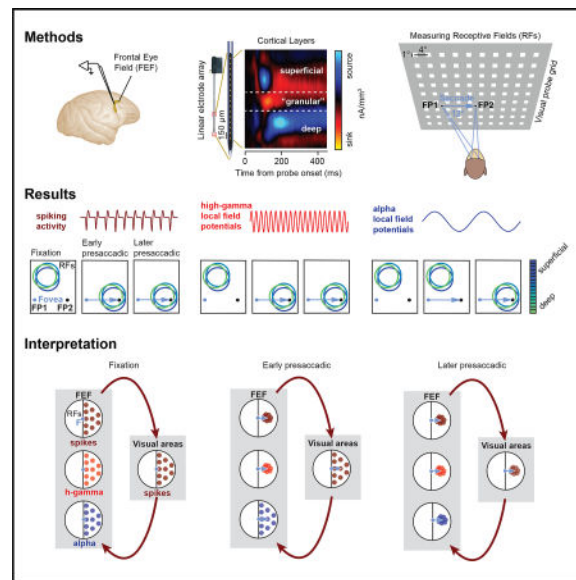 Methods
Frontal Eye
Field (FEF)
Linear elctrode array
150 µm
Cortical Layers
superficial
"granular"
deep
0
200
400
Time from probe onset (ms)
source
nA/mm³
sink
Measuring Receptive Fields (RFs)
4°
1°
FP1
FP2
Visual probe grid
Results
spiking
activity
high-gamma
local field
potentials
alpha
local field
potentials
Fixation
Early
presaccadic
Later
presaccadic
RFs
Fovea
FP1
FP2
superficial
deep
Interpretation
Fixation
Early presaccadic
Later presaccadic
FEF
RFs
F
spikes
h-gamma
alpha
Visual areas
spikes
FEF
Visual areas
FEF
Visual areas